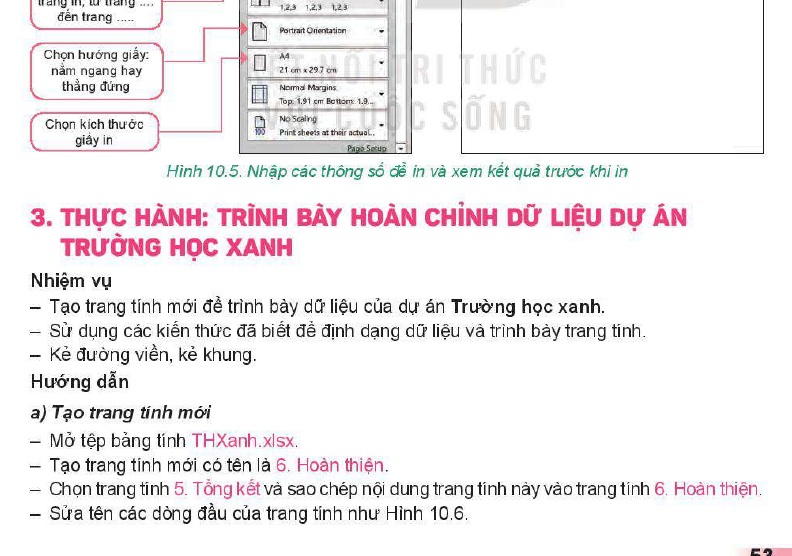 trang in, từ trang ....
đến trang .....
Chọn hướng giấy:
nằm ngang hay
thẳng đứng
Chọn kích thước
giấy in
1,2,3 1,2,3 1,2,3
Portrait Orientation
A4
21 cm x 29.7 cm
Normal Margins
Top: 1.91 cm Bottom: 1.9...
No Scaling
100
Print sheets at their actual...
Page Setup
KẾT NỐI TRI THỨC
VỚI CUỘC SỐNG
Hình 10.5. Nhập các thông số để in và xem kết quả trước khi in
3. THỰC HÀNH: TRÌNH BÀY HOÀN CHỈNH DỮ LIỆU DỰ ÁN
TRƯỜNG HỌC XANH
Nhiệm vụ
– Tạo trang tính mới để trình bày dữ liệu của dự án Trường học xanh.
– Sử dụng các kiến thức đã biết để định dạng dữ liệu và trình bày trang tính.
– Kẻ đường viền, kẻ khung.
Hướng dẫn
a) Tạo trang tính mới
– Mở tệp bảng tính THXanh.xlsx.
– Tạo trang tính mới có tên là 6. Hoàn thiện.
– Chọn trang tính 5. Tổng kết và sao chép nội dung trang tính này vào trang tính 6. Hoàn thiện.
– Sửa tên các dòng đầu của trang tính như Hình 10.6.
53